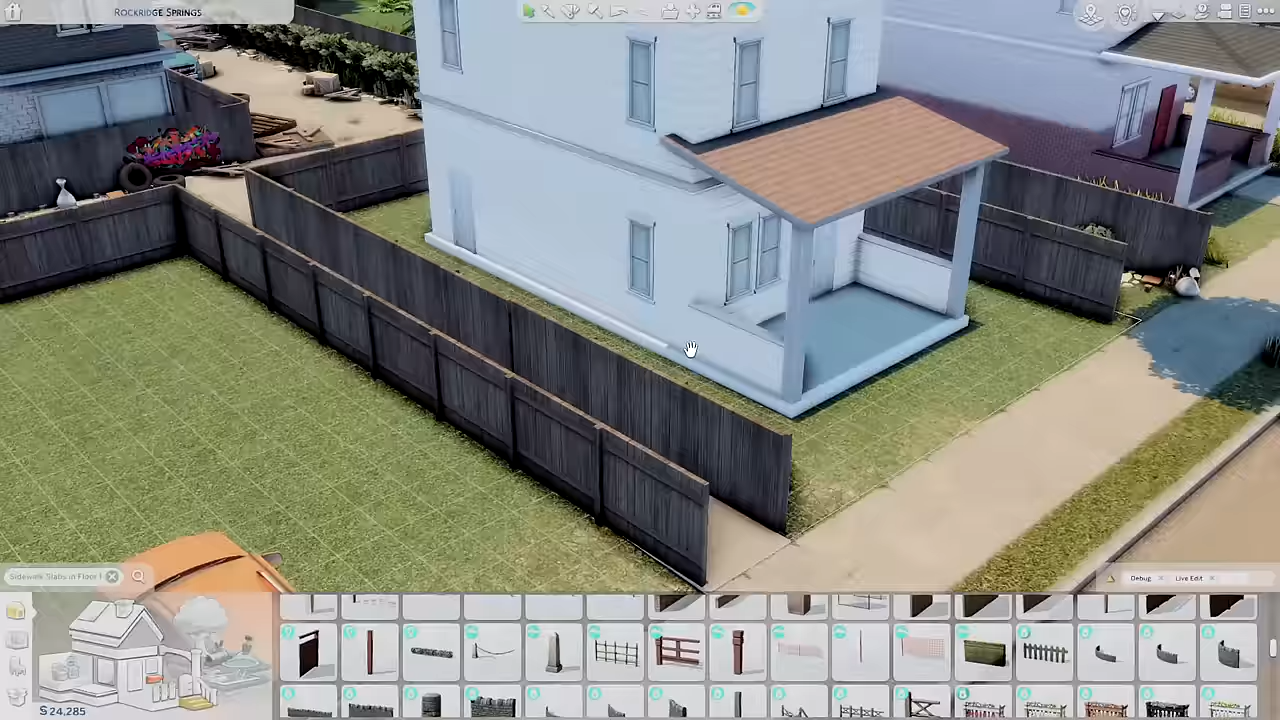 Rockridge Springs
Sidewalk Slabs in Floor
Debug
Live Edit
$24,285